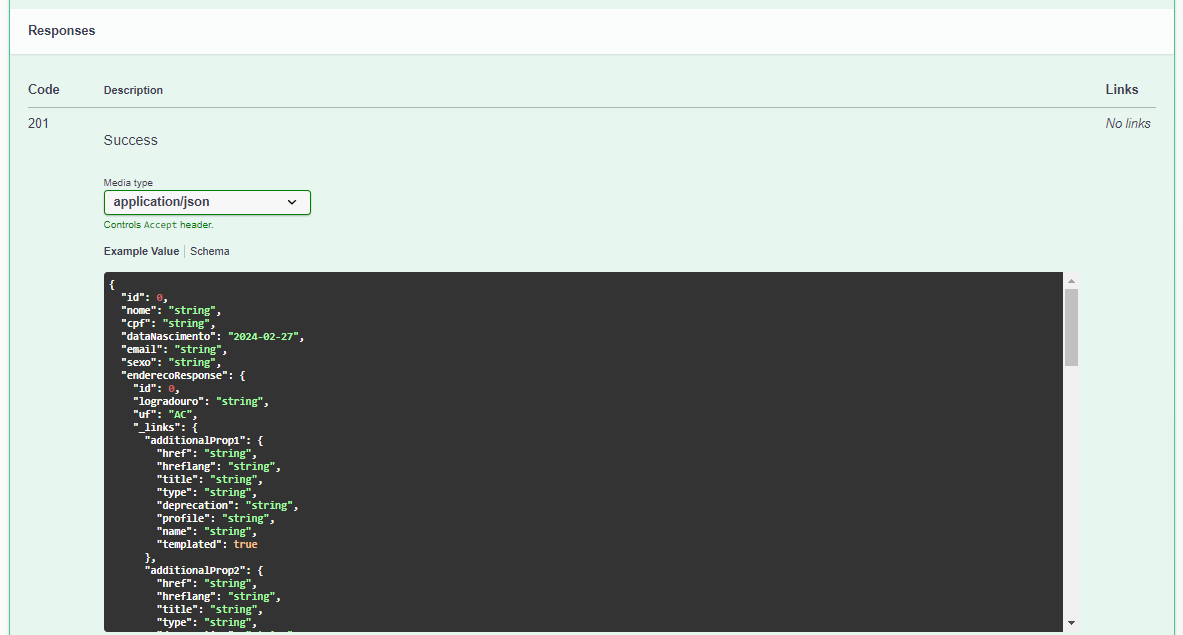 Responses
Code Description Links
201 No links
Success
Media type
application/json
Controls Accept header.
Example Value Schema
{
  "id": 0,
  "nome": "string",
  "cpf": "string",
  "dataNascimento": "2024-02-27",
  "email": "string",
  "sexo": "string",
  "enderecoResponse": {
    "id": 0,
    "logradouro": "string",
    "uf": "AC",
    "_links": {
      "additionalProp1": {
        "href": "string",
        "hreflang": "string",
        "title": "string",
        "type": "string",
        "deprecation": "string",
        "profile": "string",
        "name": "string",
        "templated": true
      },
      "additionalProp2": {
        "href": "string",
        "hreflang": "string",
        "title": "string",
        "type": "string",